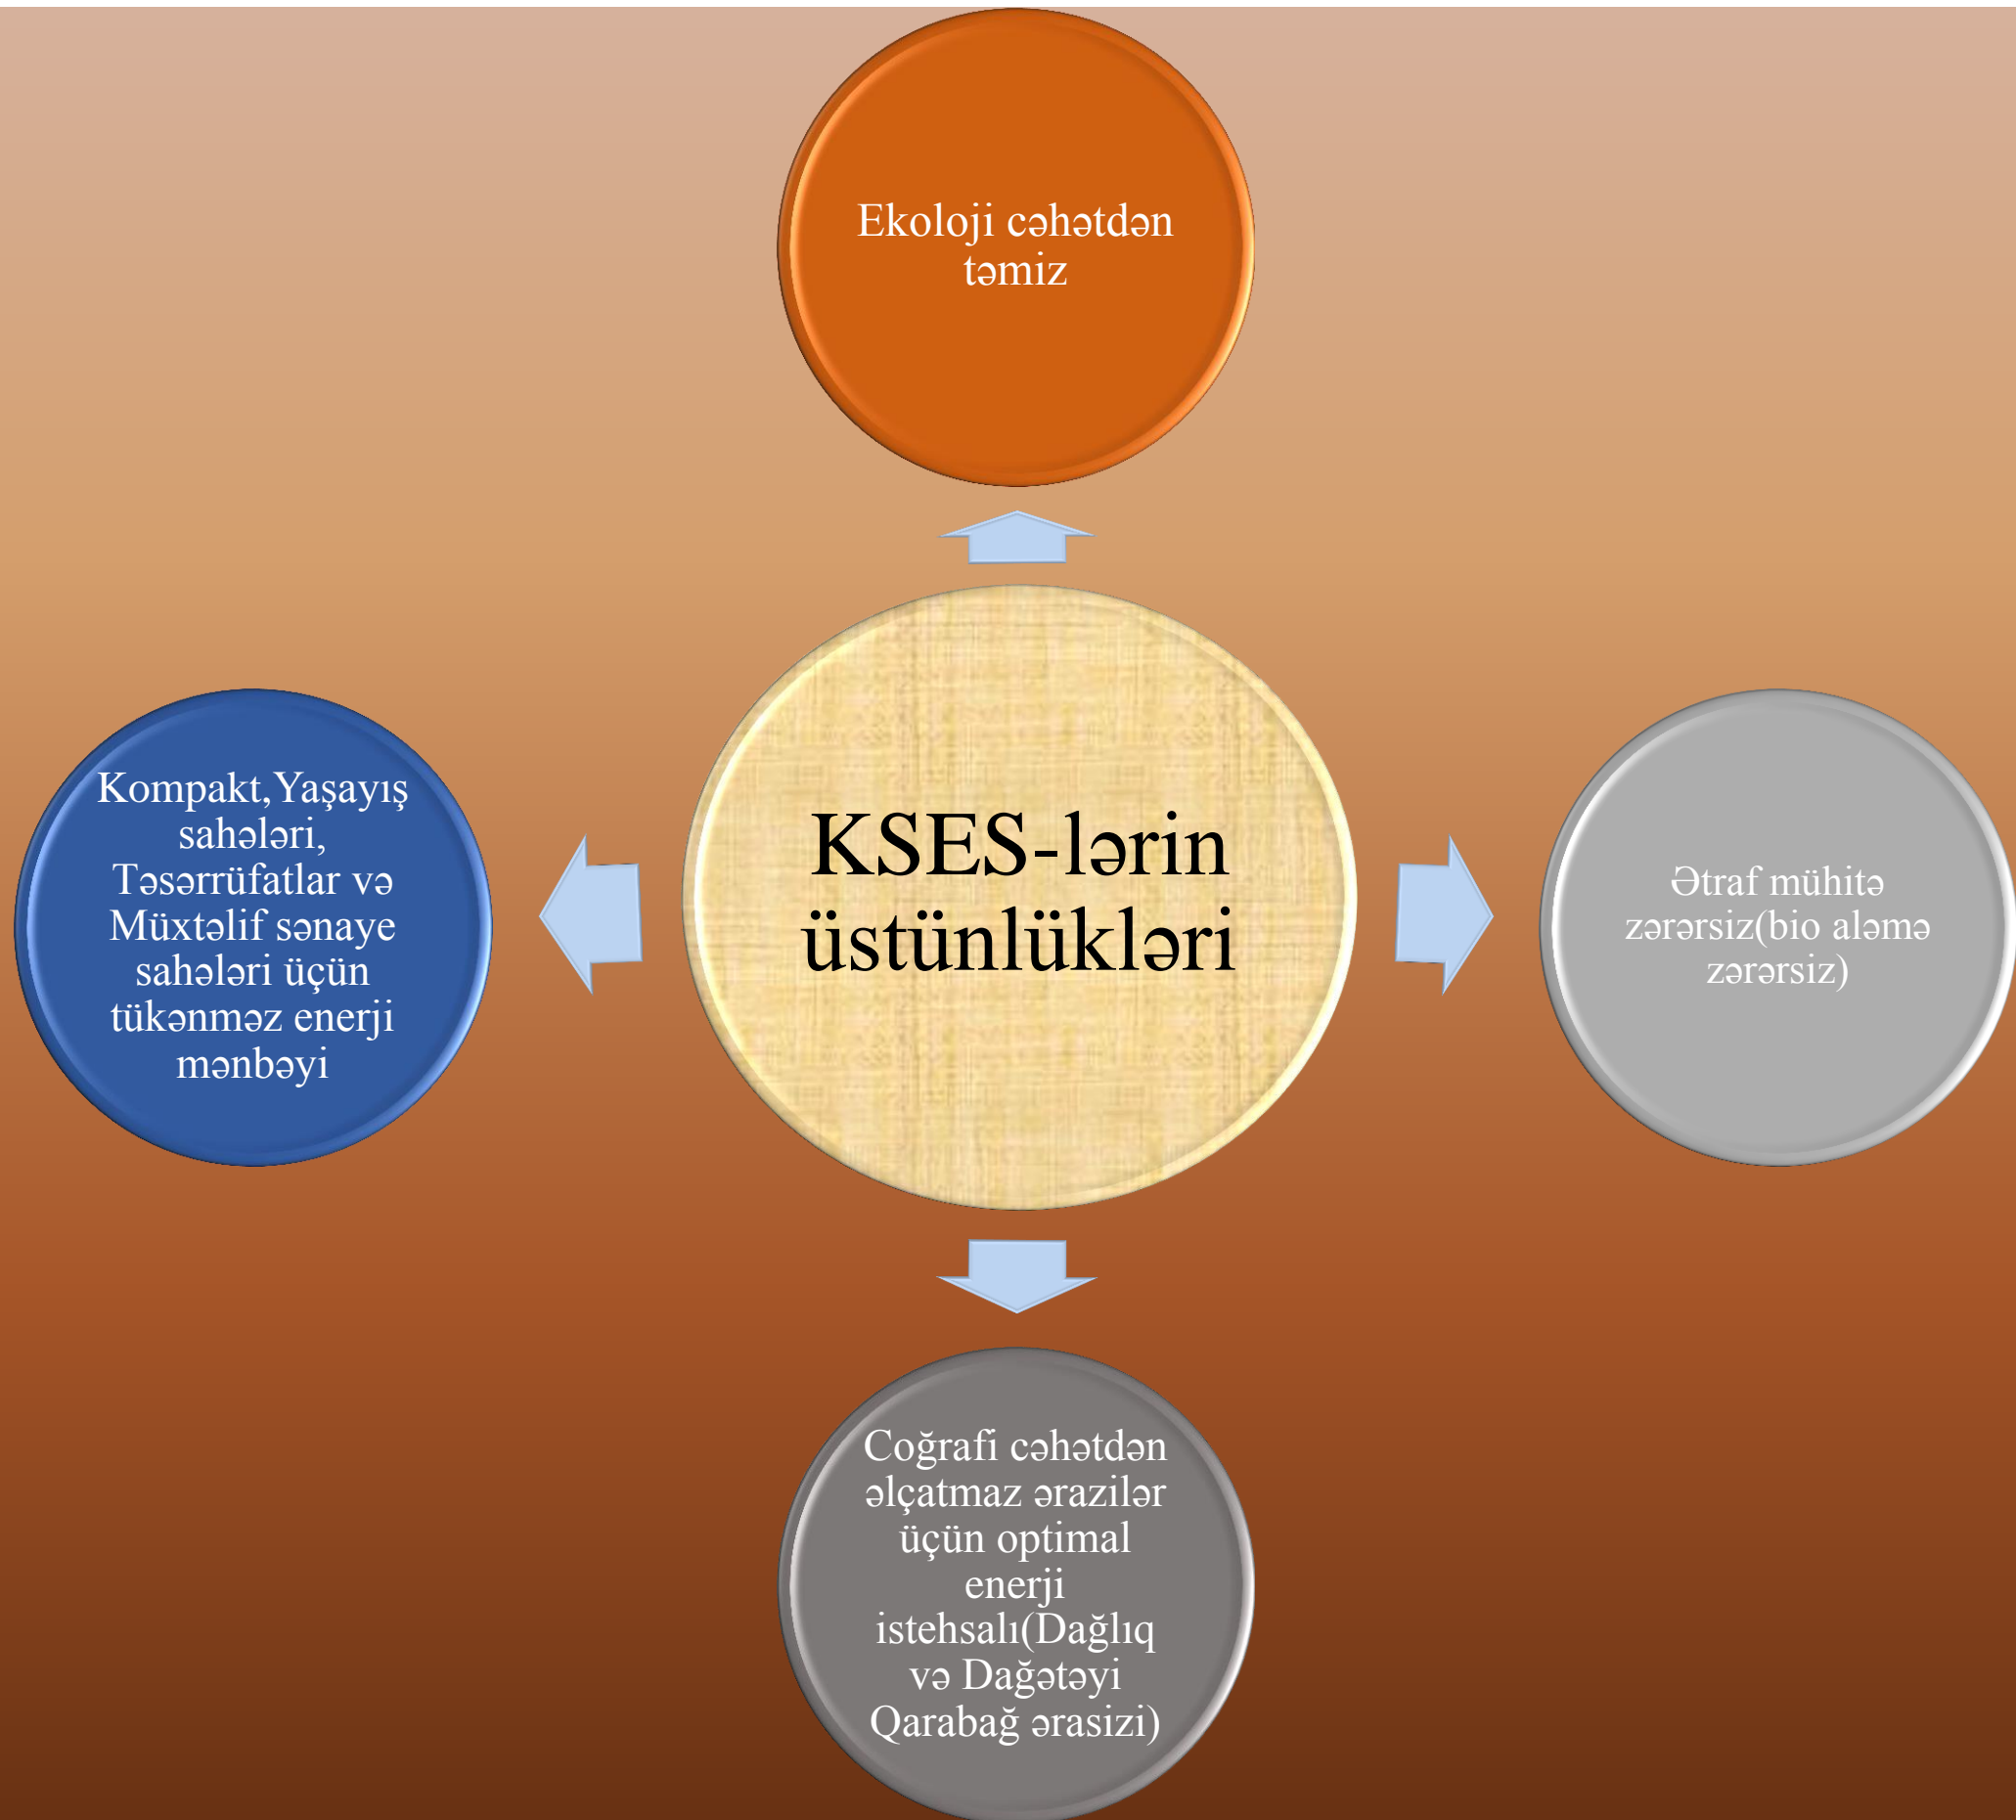 Ekoloji cəhətdən
təmiz
Kompakt,Yaşayış
sahələri,
Təsərrüfatlar və
Müxtəlif sənaye
sahələri üçün
tükənməz enerji
mənbəyi
KSES-lərin
üstünlükləri
Ətraf mühitə
zərərsiz(bio aləmə
zərərsiz)
Coğrafi cəhətdən
əlçatmaz ərazilər
üçün optimal
enerji
istehsalı(Dağlıq
və Dağətəyi
Qarabağ ərasizi)